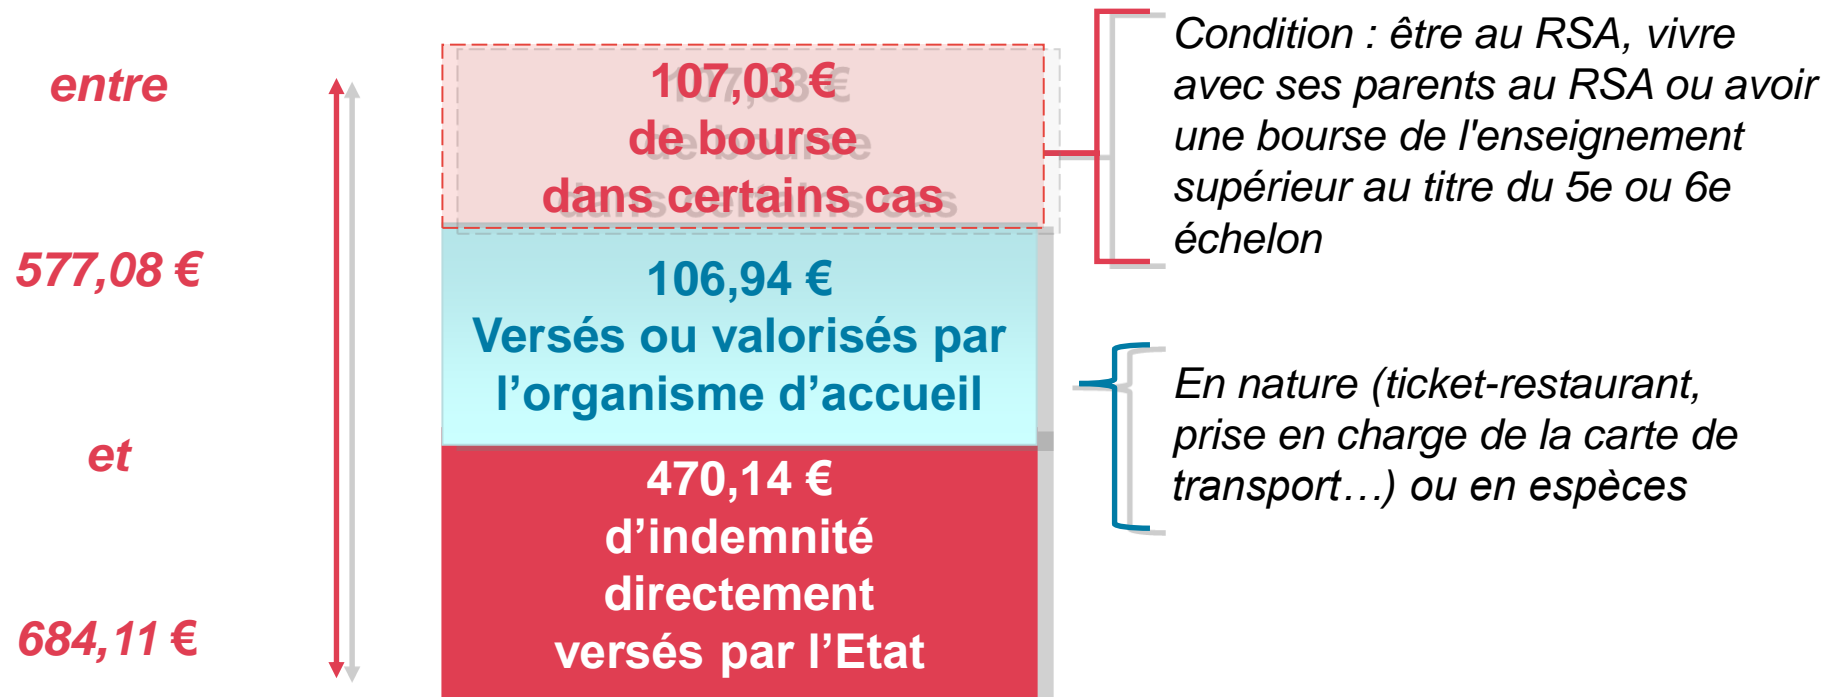 entre
577,08 €
et
684,11 €
107,03 €
de bourse
dans certains cas
106,94 €
Versés ou valorisés par
l’organisme d’accueil
470,14 €
d’indemnité
directement
versés par l’Etat
Condition : être au RSA, vivre
avec ses parents au RSA ou avoir
une bourse de l'enseignement
supérieur au titre du 5e ou 6e
échelon
En nature (ticket-restaurant,
prise en charge de la carte de
transport…) ou en espèces